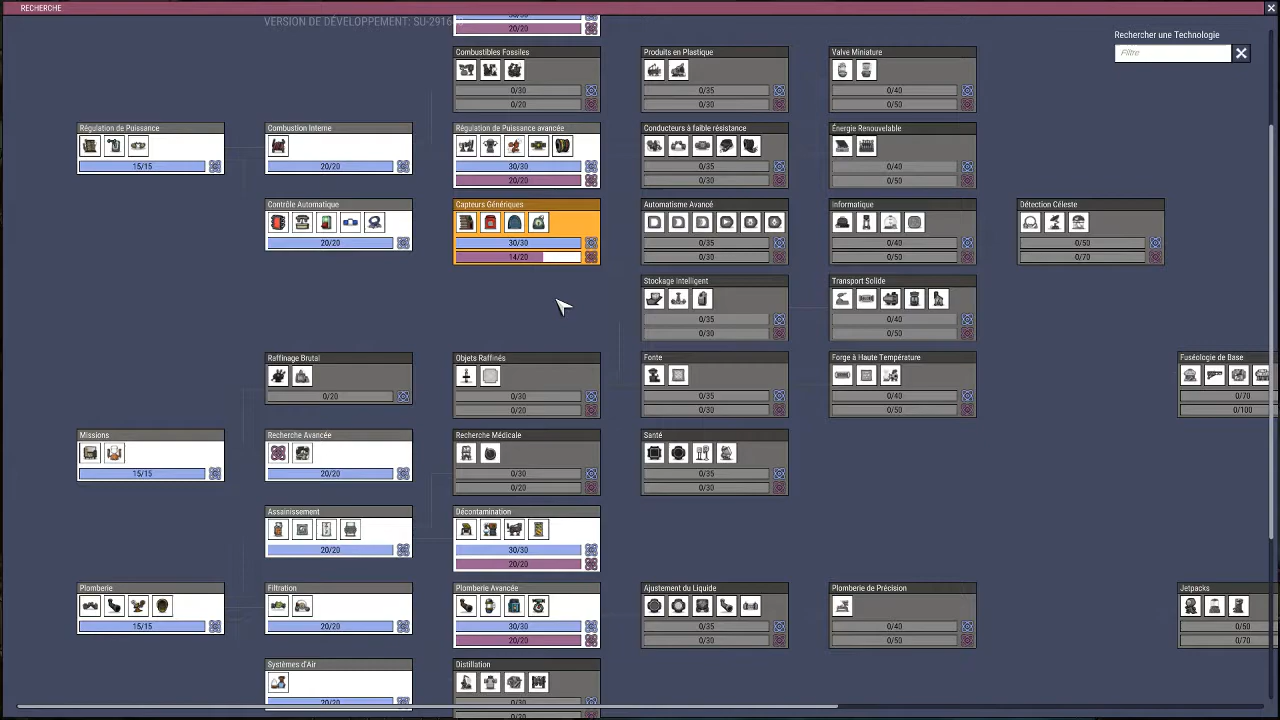 RECHERCHE
VERSION DE DÉVELOPPEMENT: SU-2916
Rechercher une Technologie
Filtre
20/20
Combustibles Fossiles
0/30
0/20
Produits en Plastique
0/35
0/30
Valve Miniature
0/40
0/50
Régulation de Puissance
15/15
Combustion Interne
20/20
Régulation de Puissance avancée
30/30
20/20
Conducteurs à faible résistance
0/35
0/30
Énergie Renouvelable
0/40
0/50
Contrôle Automatique
20/20
Capteurs Génériques
30/30
14/20
Automatisme Avancé
0/35
0/30
Informatique
0/40
0/50
Détection Céleste
0/50
0/70
Stockage Intelligent
0/35
0/30
Transport Solide
0/40
0/50
Raffinage Brutal
0/20
Objets Raffinés
0/30
0/20
Fonte
0/35
0/30
Forge à Haute Température
0/40
0/50
Fuséologie de Base
0/70
0/100
Missions
15/15
Recherche Avancée
20/20
Recherche Médicale
0/30
0/20
Santé
0/35
0/30
Assainissement
20/20
Décontamination
30/30
20/20
Plomberie
15/15
Filtration
20/20
Plomberie Avancée
30/30
20/20
Ajustement du Liquide
0/35
0/30
Plomberie de Précision
0/40
0/50
Jetpacks
0/50
0/70
Systèmes d'Air
20/20
Distillation
0/30
0/20